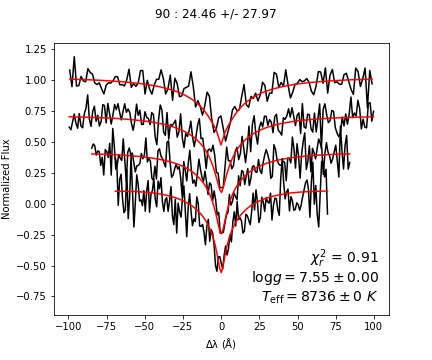 90 : 24.46 +/- 27.97
Normalized Flux
1.25
1.00
0.75
0.50
0.25
0.00
−0.25
−0.50
−0.75
χ²ᵣ = 0.91
logg = 7.55 ± 0.00
T_eff = 8736 ± 0 K
−100 −75 −50 −25 0 25 50 75 100
Δλ (Å)